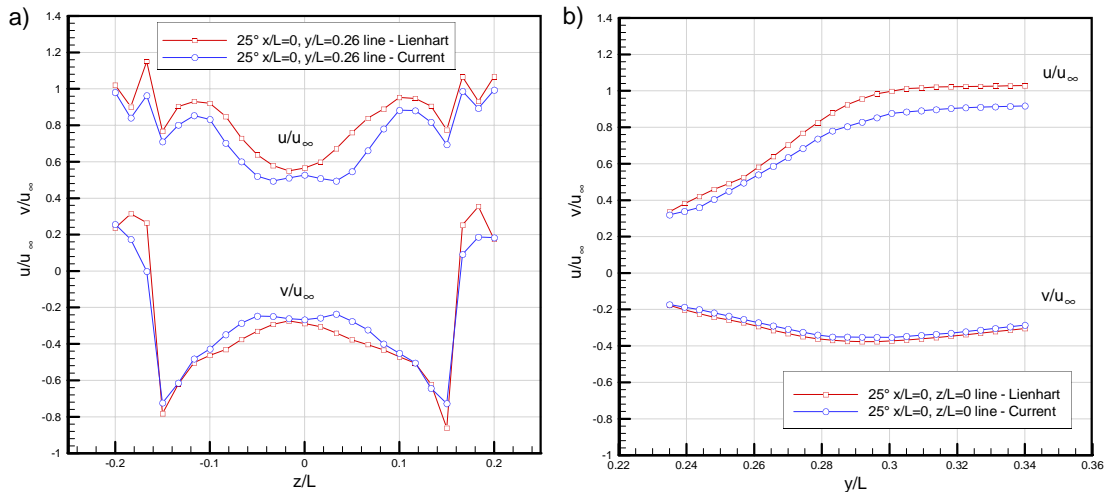 a)
1.4
1.2
1
0.8
0.6
0.4
0.2
0
-0.2
-0.4
-0.6
-0.8
-1
u/u∞ v/u∞
25° x/L=0, y/L=0.26 line - Lienhart
25° x/L=0, y/L=0.26 line - Current
u/u∞
v/u∞
-0.2 -0.1 0 0.1 0.2
z/L
b)
1.4
1.2
1
0.8
0.6
0.4
0.2
0
-0.2
-0.4
-0.6
-0.8
-1
u/u∞ v/u∞
u/u∞
v/u∞
25° x/L=0, z/L=0 line - Lienhart
25° x/L=0, z/L=0 line - Current
0.22 0.24 0.26 0.28 0.3 0.32 0.34 0.36
y/L